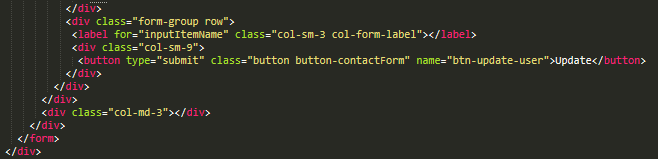 </div>
<div class="form-group row">
<label for="inputItemName" class="col-sm-3 col-form-label"></label>
<div class="col-sm-9">
<button type="submit" class="button button-contactForm" name="btn-update-user">Update</button>
</div>
</div>
</div>
<div class="col-md-3"></div>
</div>
</form>
</div>